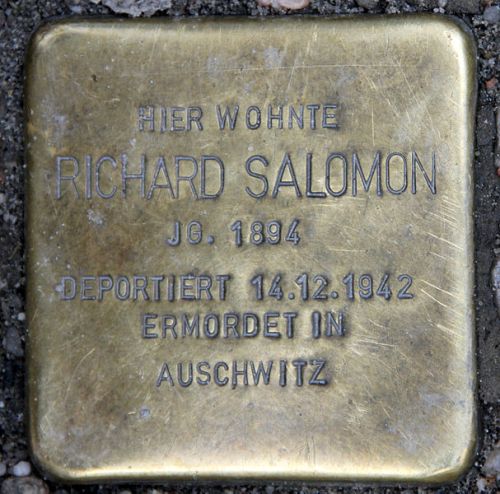 HIER WOHNTE
RICHARD SALOMON
JG. 1894
DEPORTIERT 14.12.1942
ERMORDET IN
AUSCHWITZ